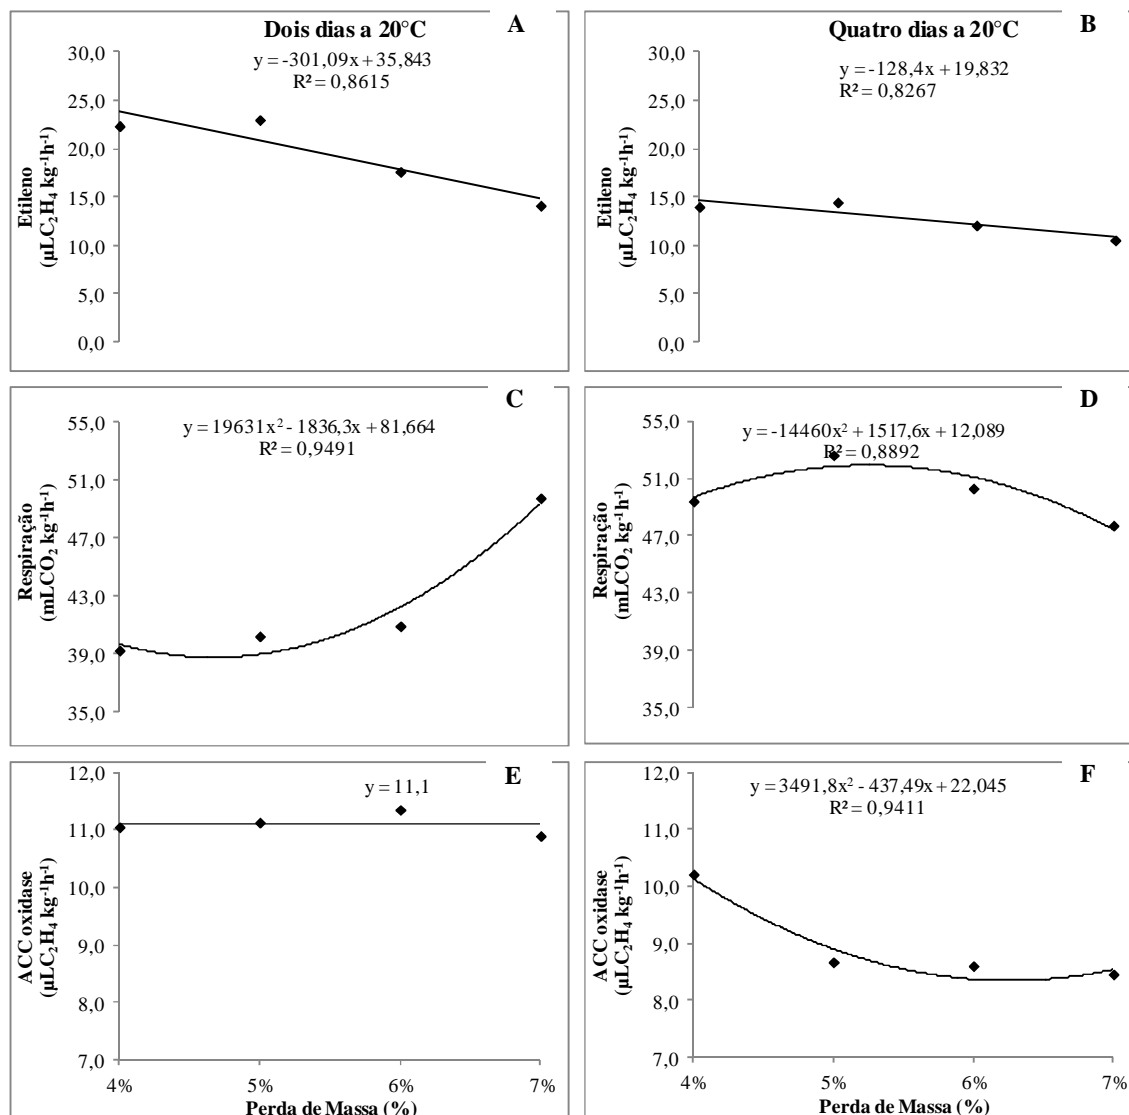 Dois dias a 20°C
A
y = -301,09x + 35,843
R² = 0,8615
30,0
25,0
20,0
15,0
10,0
5,0
0,0
Etileno
(µLC₂H₄ kg⁻¹h⁻¹)
Quatro dias a 20°C
B
y = -128,4x + 19,832
R² = 0,8267
30,0
25,0
20,0
15,0
10,0
5,0
0,0
Etileno
(µLC₂H₄ kg⁻¹h⁻¹)
C
y = 19631x² - 1836,3x + 81,664
R² = 0,9491
55,0
51,0
47,0
43,0
39,0
35,0
Respiração
(mLCO₂ kg⁻¹h⁻¹)
D
y = -14460x² + 1517,6x + 12,089
R² = 0,8892
55,0
51,0
47,0
43,0
39,0
35,0
Respiração
(mLCO₂ kg⁻¹h⁻¹)
E
y = 11,1
12,0
11,0
10,0
9,0
8,0
7,0
ACC oxidase
(µLC₂H₄ kg⁻¹h⁻¹)
4% 5% 6% 7%
Perda de Massa (%)
F
y = 3491,8x² - 437,49x + 22,045
R² = 0,9411
12,0
11,0
10,0
9,0
8,0
7,0
ACC oxidase
(µLC₂H₄ kg⁻¹h⁻¹)
4% 5% 6% 7%
Perda de Massa (%)